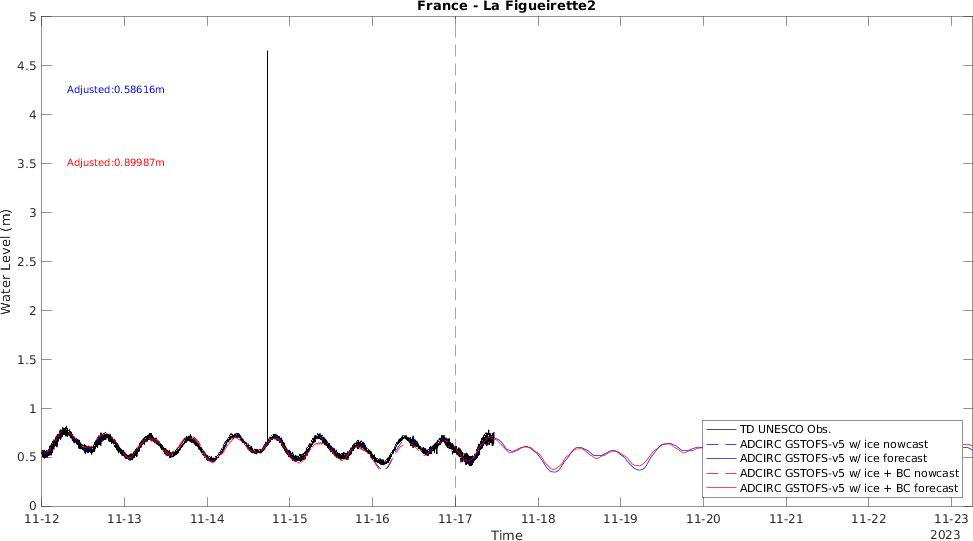 France - La Figueirette2
5
4.5
4
3.5
3
2.5
2
1.5
1
0.5
0
Water Level (m)
Adjusted:0.58616m
Adjusted:0.89987m
TD UNESCO Obs.
ADCIRC GSTOFS-v5 w/ ice nowcast
ADCIRC GSTOFS-v5 w/ ice forecast
ADCIRC GSTOFS-v5 w/ ice + BC nowcast
ADCIRC GSTOFS-v5 w/ ice + BC forecast
11-12 11-13 11-14 11-15 11-16 11-17 11-18 11-19 11-20 11-21 11-22 11-23
2023
Time